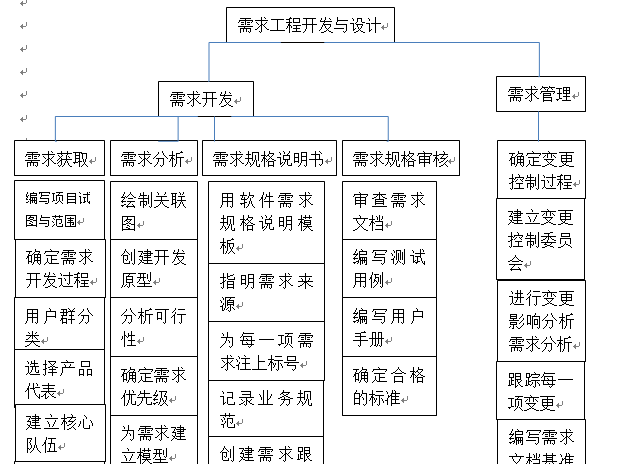 需求工程开发与设计
需求开发
需求管理
需求获取
需求分析
需求规格说明书
需求规格审核
编写项目试
图与范围
确定需求
开发过程
用户群分
类
选择产品
代表
建立核心
队伍
绘制关联
图
创建开发
原型
分析可行
性
确定需求
优先级
为需求建
立模型
用软件需求
规格说明模
板
指明需求来
源
为每一项需
求注上标号
记录业务规
范
创建需求跟
审查需求
文档
编写测试
用例
编写用户
手册
确定合格
的标准
确定变更
控制过程
建立变更
控制委员
会
进行变更
影响分析
需求分析
跟踪每一
项变更
编写需求
文档基准